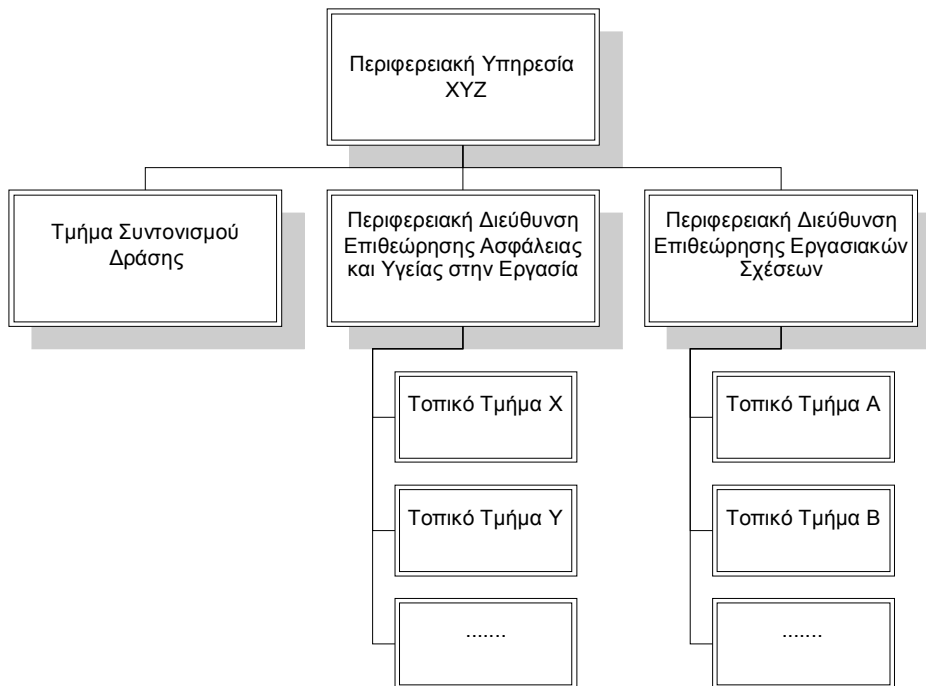 Περιφερειακή Υπηρεσία
XYZ
Τμήμα Συντονισμού
Δράσης
Περιφερειακή Διεύθυνση
Επιθεώρησης Ασφάλειας
και Υγείας στην Εργασία
Περιφερειακή Διεύθυνση
Επιθεώρησης Εργασιακών
Σχέσεων
Τοπικό Τμήμα X
Τοπικό Τμήμα Y
.......
Τοπικό Τμήμα Α
Τοπικό Τμήμα Β
.......